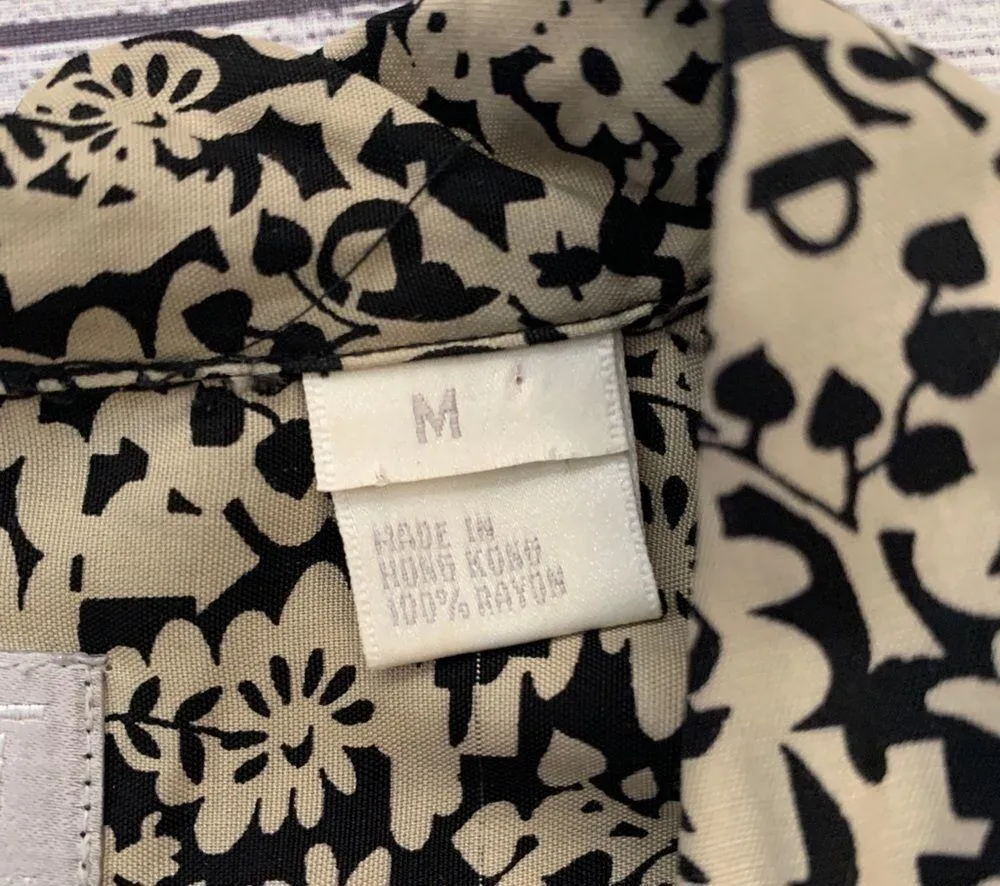 M
MADE IN
HONG KONG
100% RAYON